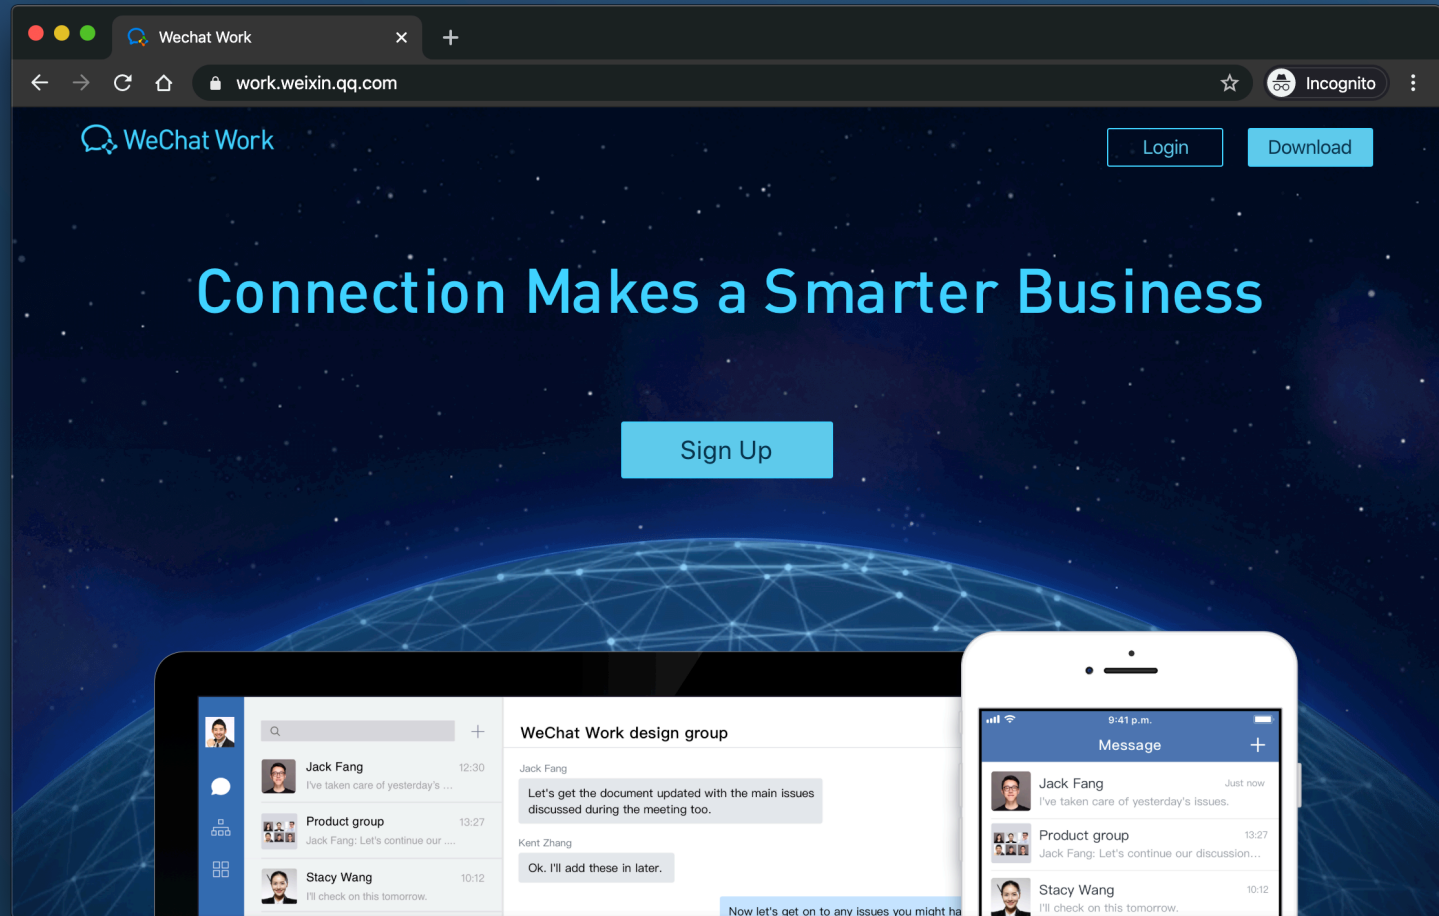 Wechat Work
work.weixin.qq.com
Incognito
WeChat Work
Login
Download
Connection Makes a Smarter Business
Sign Up
Jack Fang
12:30
I've taken care of yesterday's ...
Product group
13:27
Jack Fang: Let's continue our ....
Stacy Wang
10:12
I'll check on this tomorrow.
WeChat Work design group
Jack Fang
Let's get the document updated with the main issues
discussed during the meeting too.
Kent Zhang
Ok. I'll add these in later.
Now let's get on to any issues you might ha
9:41 p.m.
Message
Jack Fang
Just now
I've taken care of yesterday's issues.
Product group
13:27
Jack Fang: Let's continue our discussion...
Stacy Wang
10:12
I'll check on this tomorrow.